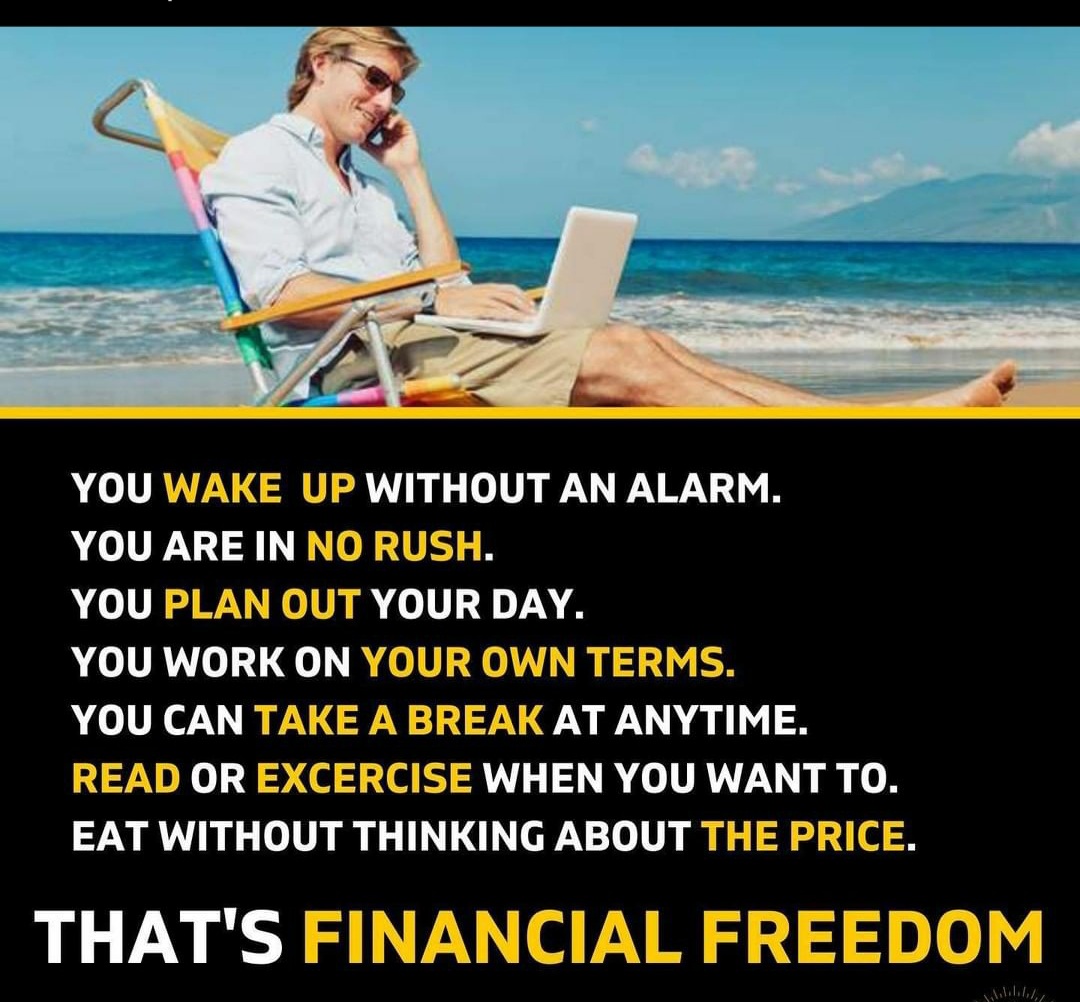 YOU WAKE UP WITHOUT AN ALARM.
YOU ARE IN NO RUSH.
YOU PLAN OUT YOUR DAY.
YOU WORK ON YOUR OWN TERMS.
YOU CAN TAKE A BREAK AT ANYTIME.
READ OR EXCERCISE WHEN YOU WANT TO.
EAT WITHOUT THINKING ABOUT THE PRICE.
THAT'S FINANCIAL FREEDOM